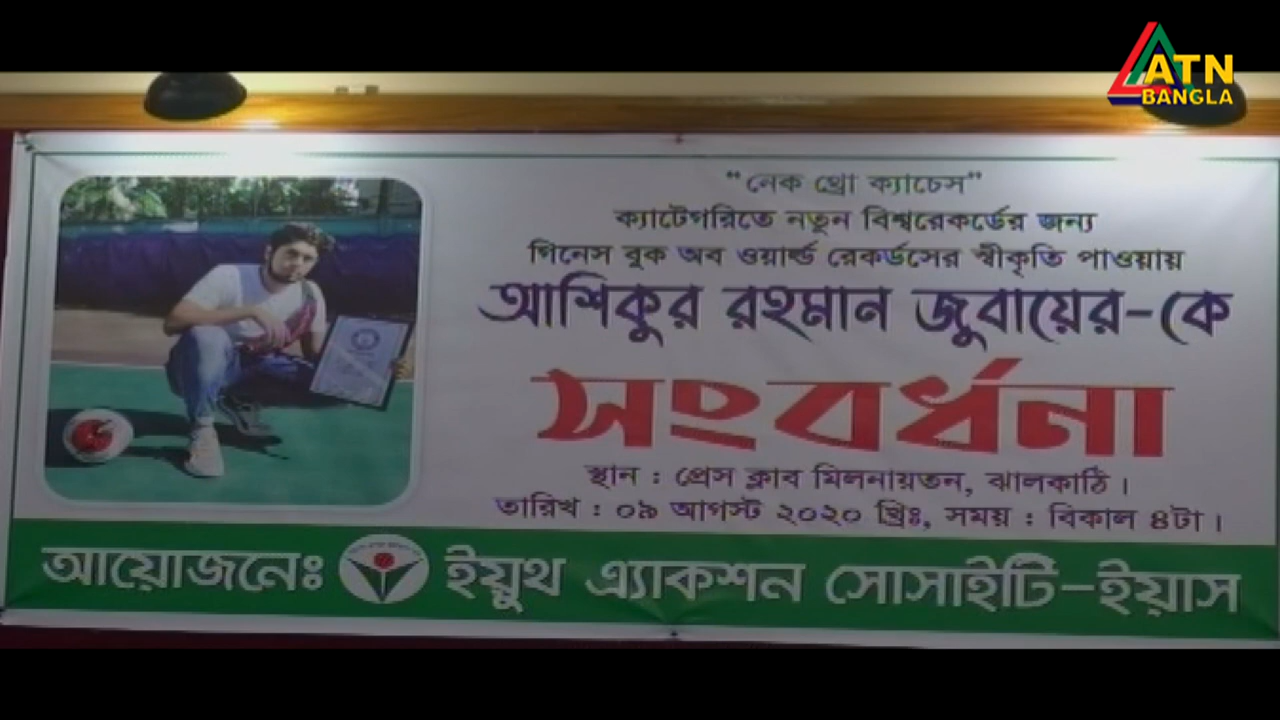 ATN
BANGLA
“নেক থ্রো ক্যাচেস”
ক্যাটেগরিতে নতুন বিশ্বরেকর্ডের জন্য
গিনেস বুক অব ওয়ার্ল্ড রেকর্ডসের স্বীকৃতি পাওয়ায়
আশিকুর রহমান জুবায়ের-কে
সংবর্ধনা
স্থান : প্রেস ক্লাব মিলনায়তন, ঝালকাঠি।
তারিখ : ০৯ আগস্ট ২০২০ খ্রিঃ, সময় : বিকাল ৪টা।
আয়োজনেঃ ইয়ুথ এ্যাকশন সোসাইটি-ইয়াস